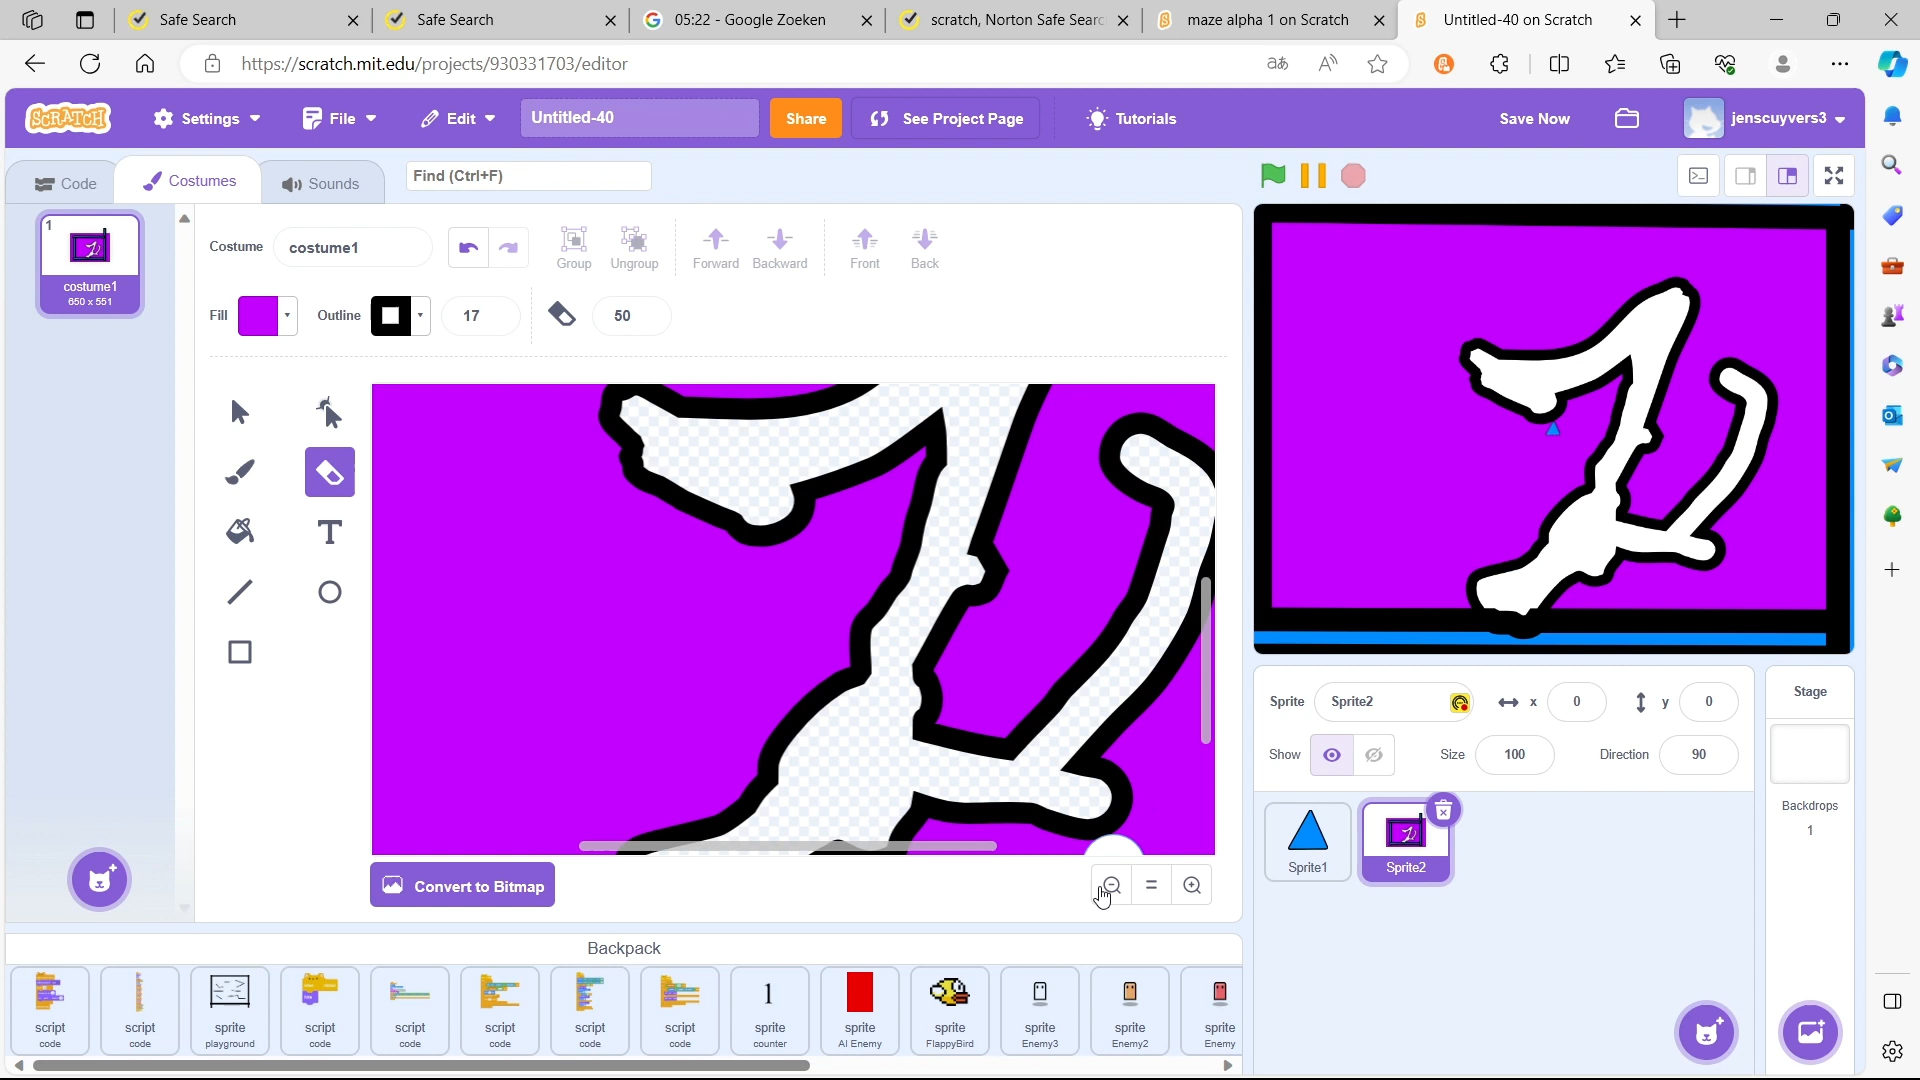 Safe Search
Safe Search
05:22 - Google Zoeken
scratch, Norton Safe Searc
maze alpha 1 on Scratch
Untitled-40 on Scratch
https://scratch.mit.edu/projects/930331703/editor
SCRATCH
Settings
File
Edit
Untitled-40
Share
See Project Page
Tutorials
Save Now
jenscuyvers3
Code
Costumes
Sounds
Find (Ctrl+F)
1
costume1
650 x 551
Costume
costume1
Group
Ungroup
Forward
Backward
Front
Back
Fill
Outline
17
50
Convert to Bitmap
Sprite
Sprite2
x
0
y
0
Show
Size
100
Direction
90
Sprite1
Sprite2
Stage
Backdrops
1
Backpack
script
code
script
code
sprite
playground
script
code
script
code
script
code
script
code
script
code
1
sprite
counter
sprite
AI Enemy
sprite
FlappyBird
sprite
Enemy3
sprite
Enemy2
sprite
Enemy